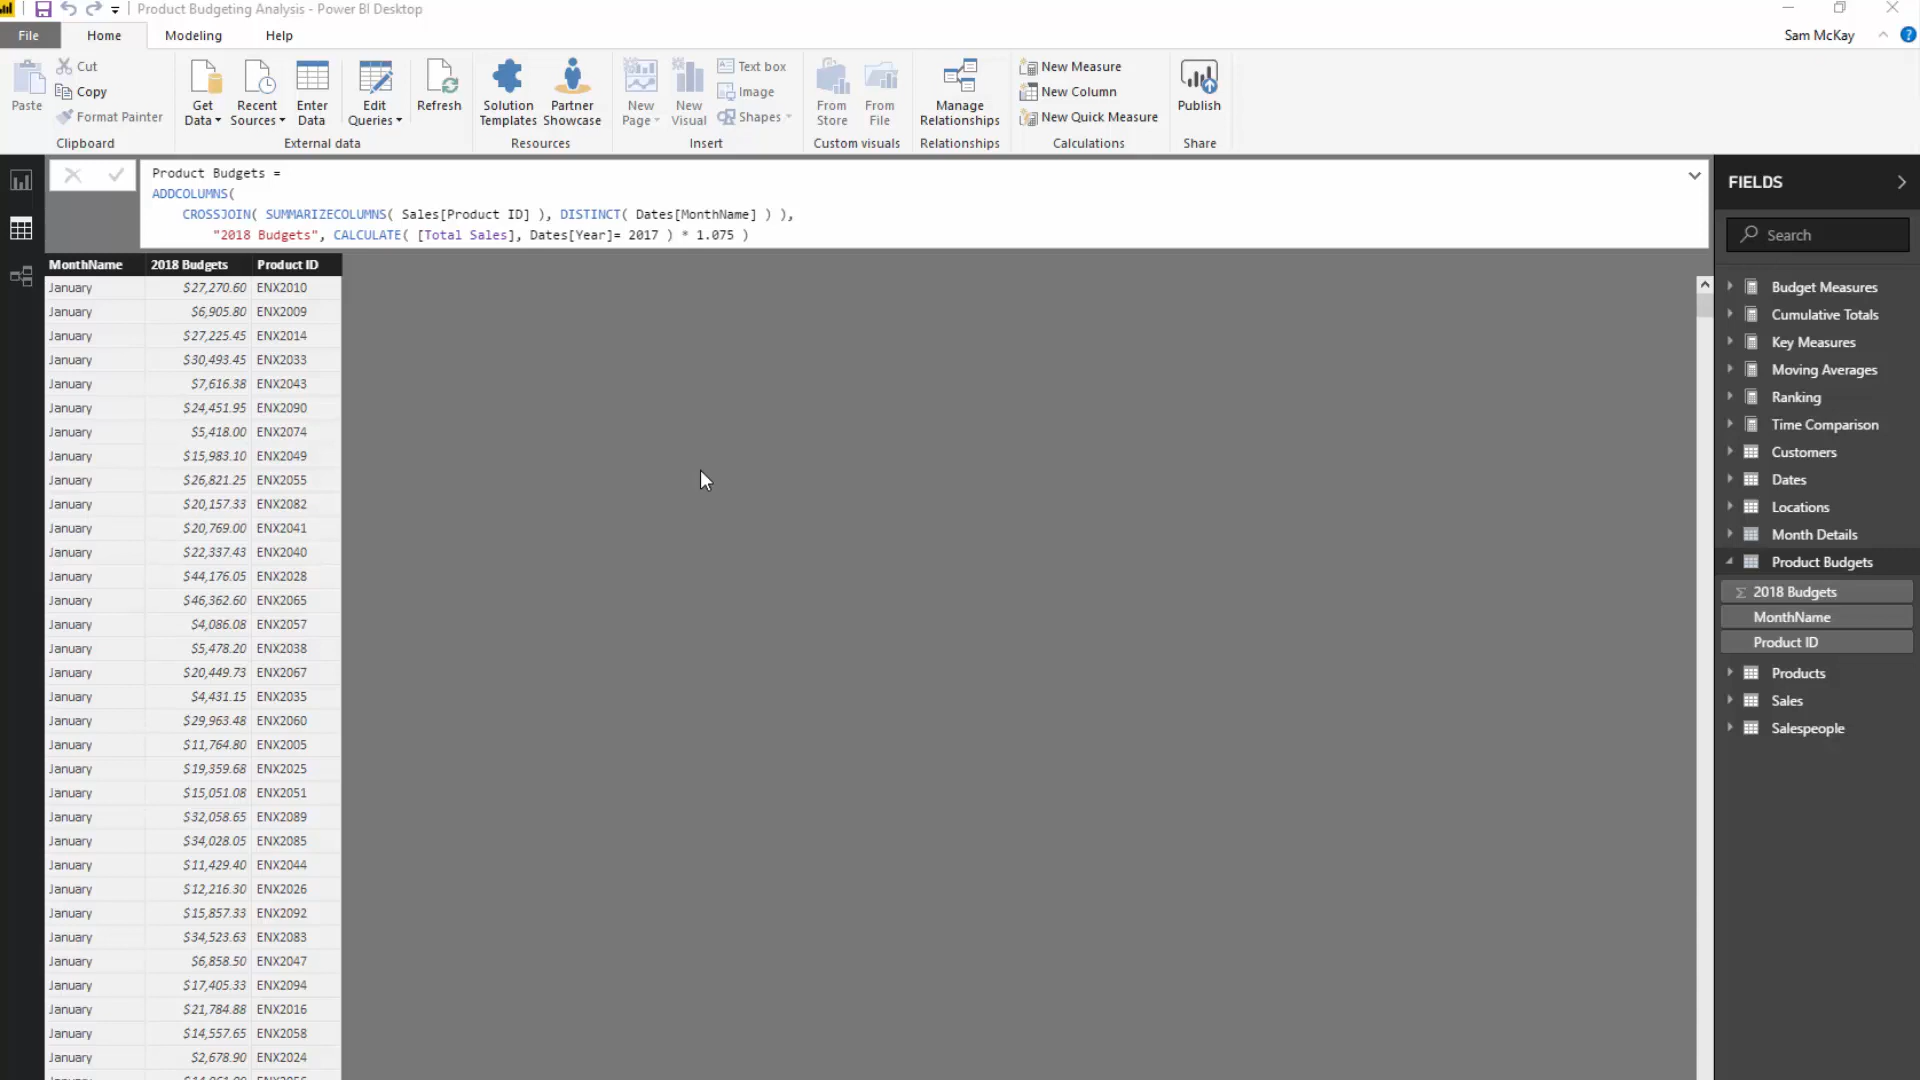 Product Budgeting Analysis - Power BI Desktop
File Home Modeling Help
Sam McKay
?
Paste
Cut
Copy
Format Painter
Clipboard
Get Data
Recent Sources
Enter Data
Edit Queries
Refresh
External data
Solution Templates
Partner Showcase
Resources
New Page
New Visual
Text box
Image
Shapes
Insert
From Store
From File
Custom visuals
Manage Relationships
Relationships
New Measure
New Column
New Quick Measure
Calculations
Publish
Share
Product Budgets =
ADDCOLUMNS(
CROSSJOIN( SUMMARIZECOLUMNS( Sales[Product ID] ), DISTINCT( Dates[MonthName] ) ),
"2018 Budgets", CALCULATE( [Total Sales], Dates[Year]= 2017 ) * 1.075 )
MonthName 2018 Budgets Product ID
January $27,270.60 ENX2010
January $6,905.80 ENX2009
January $27,225.45 ENX2014
January $30,493.45 ENX2033
January $7,616.38 ENX2043
January $24,451.95 ENX2090
January $5,418.00 ENX2074
January $15,983.10 ENX2049
January $26,821.25 ENX2055
January $20,157.33 ENX2082
January $20,769.00 ENX2041
January $22,337.43 ENX2040
January $44,176.05 ENX2028
January $46,362.60 ENX2065
January $4,086.08 ENX2057
January $5,478.20 ENX2038
January $20,449.73 ENX2067
January $4,431.15 ENX2035
January $29,963.48 ENX2060
January $11,764.80 ENX2005
January $19,359.68 ENX2025
January $15,051.08 ENX2051
January $32,058.65 ENX2089
January $34,028.05 ENX2085
January $11,429.40 ENX2044
January $12,216.30 ENX2026
January $15,857.33 ENX2092
January $34,523.63 ENX2083
January $6,858.50 ENX2047
January $17,405.33 ENX2094
January $21,784.88 ENX2016
January $14,557.65 ENX2058
January $2,678.90 ENX2024
FIELDS
Search
Budget Measures
Cumulative Totals
Key Measures
Moving Averages
Ranking
Time Comparison
Customers
Dates
Locations
Month Details
Product Budgets
Σ 2018 Budgets
MonthName
Product ID
Products
Sales
Salespeople